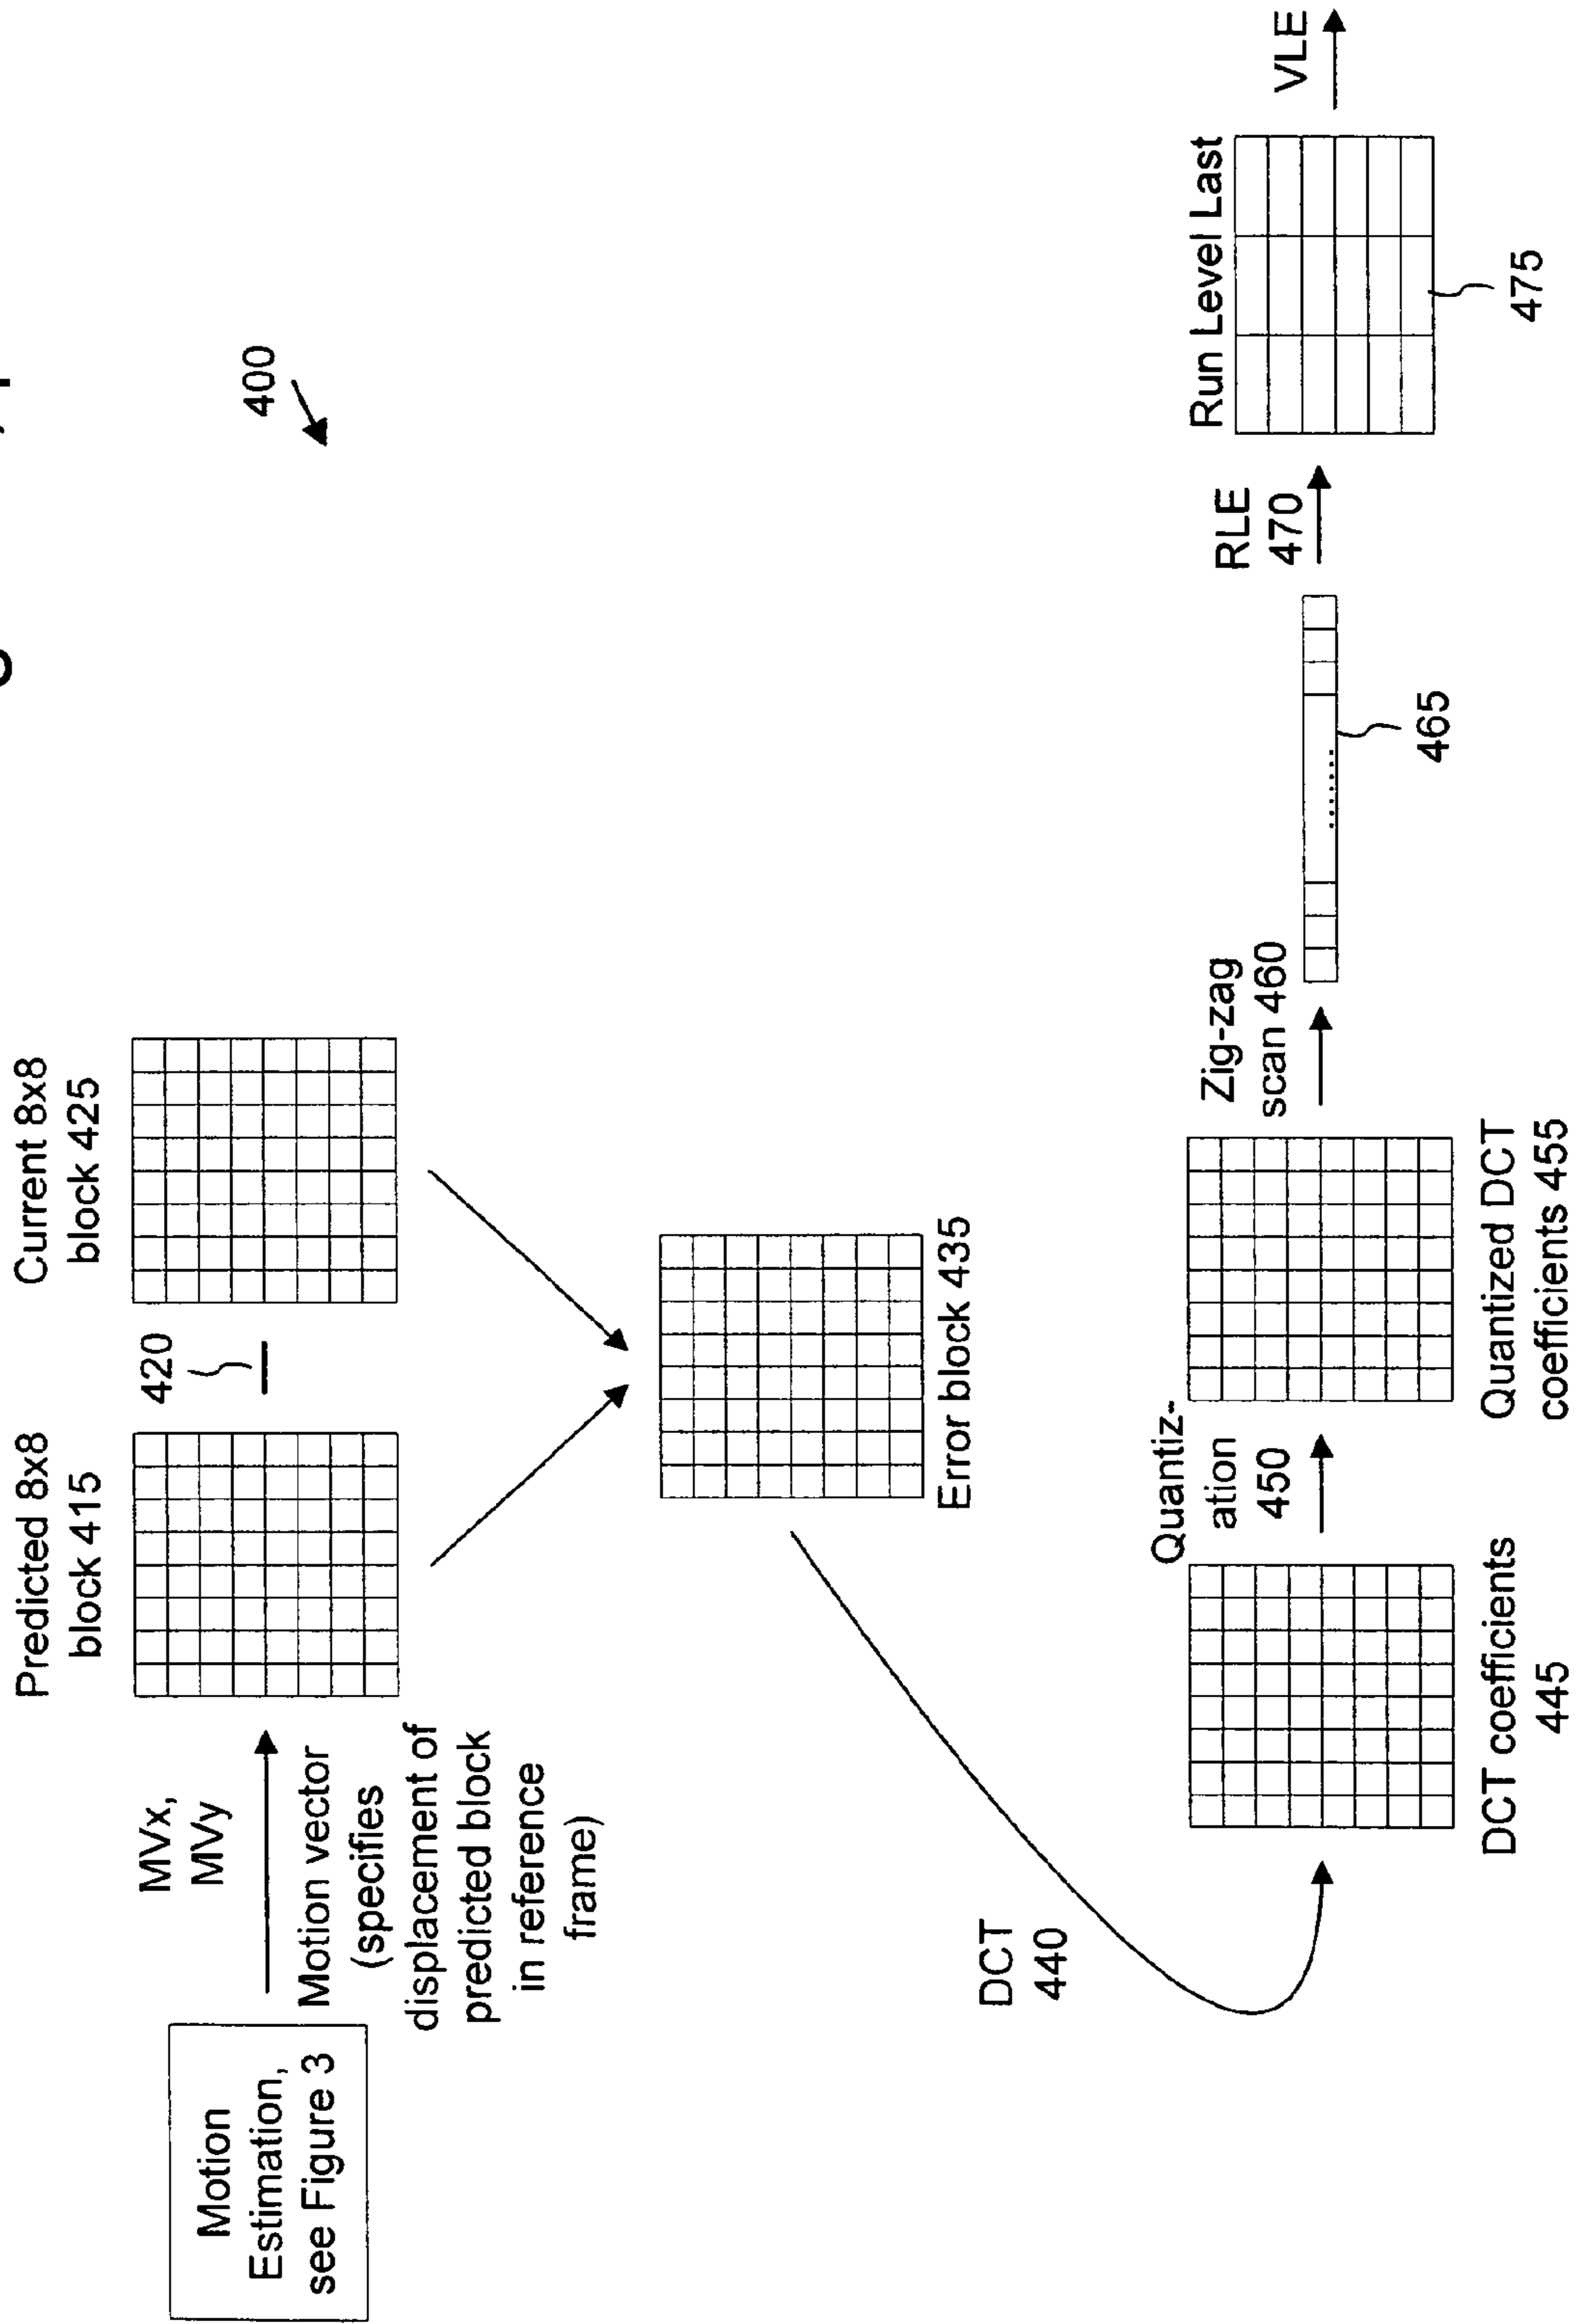 400
Predicted 8x8
block 415
420
Current 8x8
block 425
MVx,
MVy
Motion
Estimation,
see Figure 3
Motion vector
(specifies
displacement of
predicted block
in reference
frame)
Error block 435
DCT
440
Quantiz-
ation
450
DCT coefficients
445
Quantized DCT
coefficients 455
Zig-zag
scan 460
465
RLE
470
Run Level Last
475
VLE